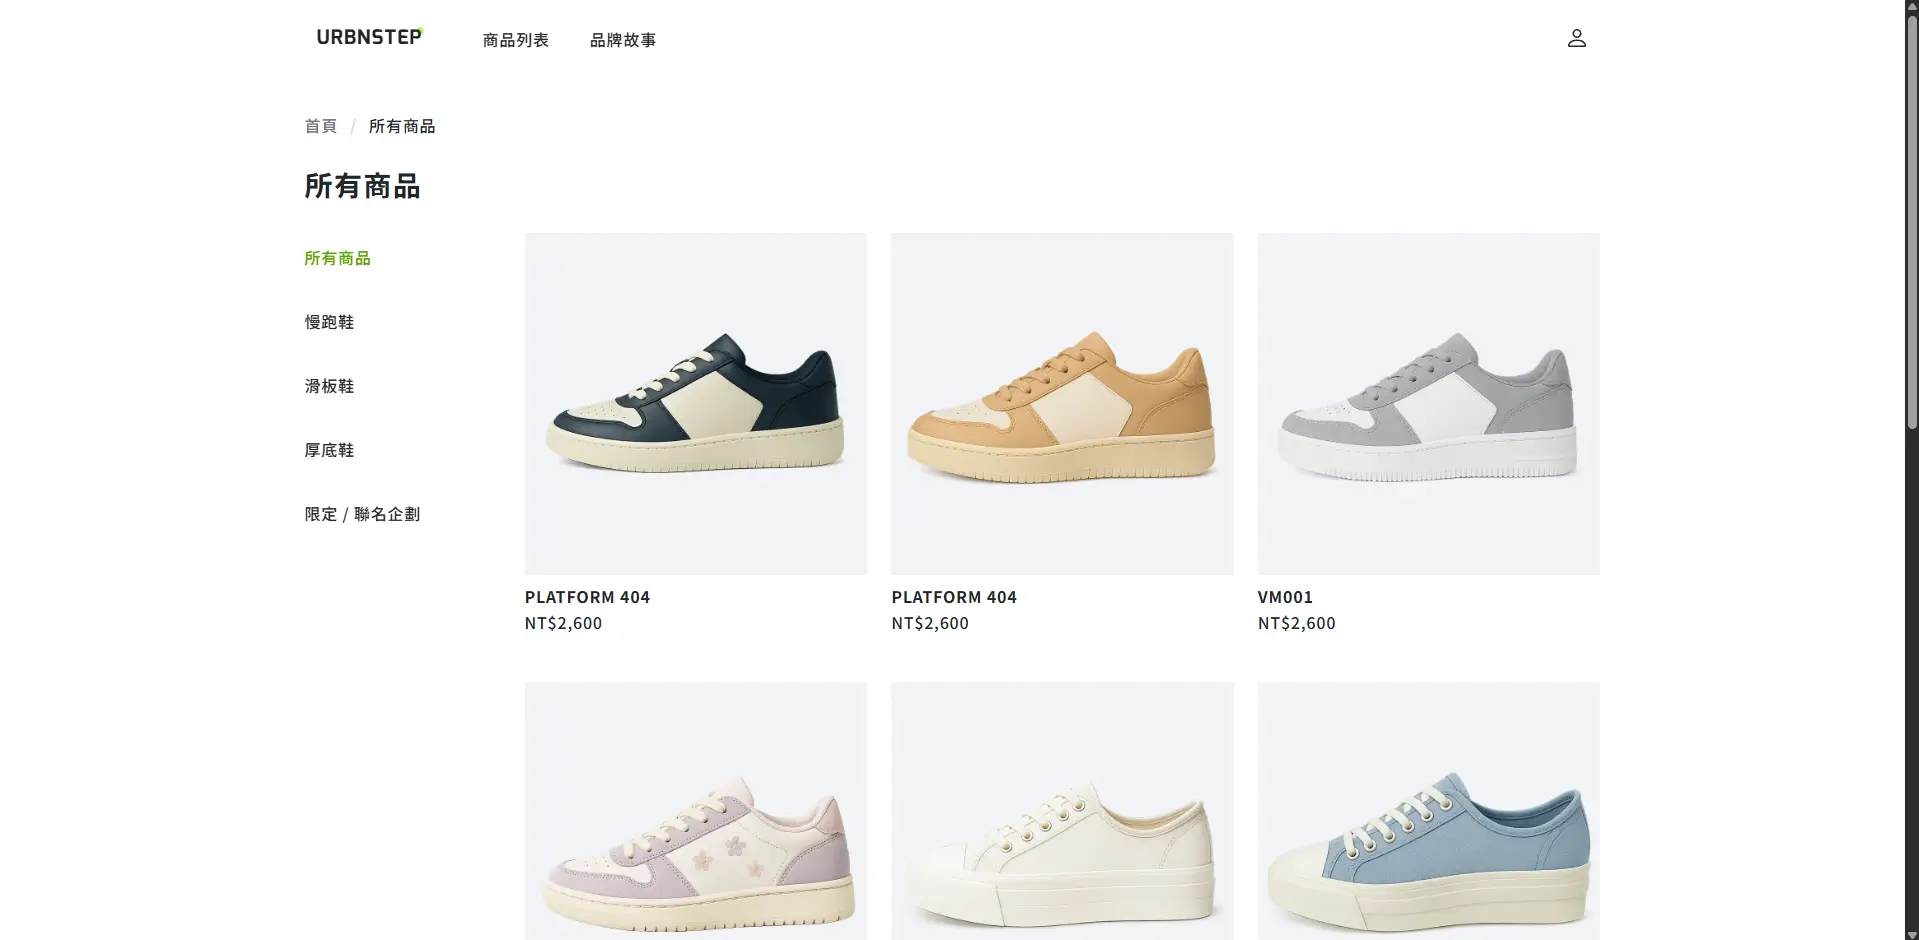 URBNSTEP
商品列表
品牌故事
首頁 / 所有商品
所有商品
所有商品
慢跑鞋
滑板鞋
厚底鞋
限定 / 聯名企劃
PLATFORM 404
NT$2,600
PLATFORM 404
NT$2,600
VM001
NT$2,600